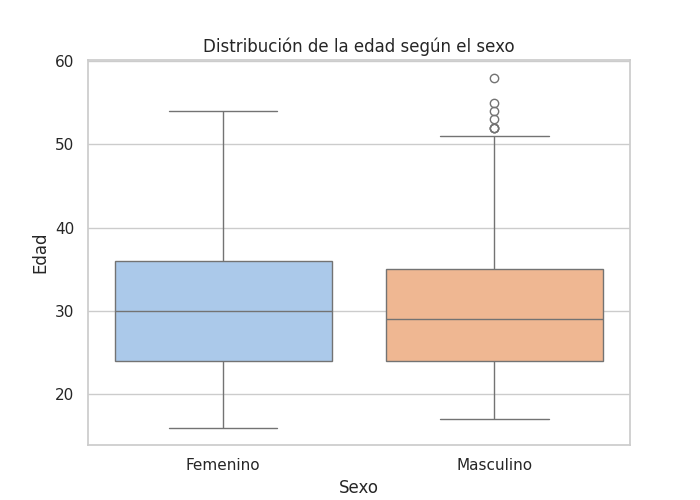 Distribución de la edad según el sexo
60
50
40
30
20
Edad
Femenino
Masculino
Sexo